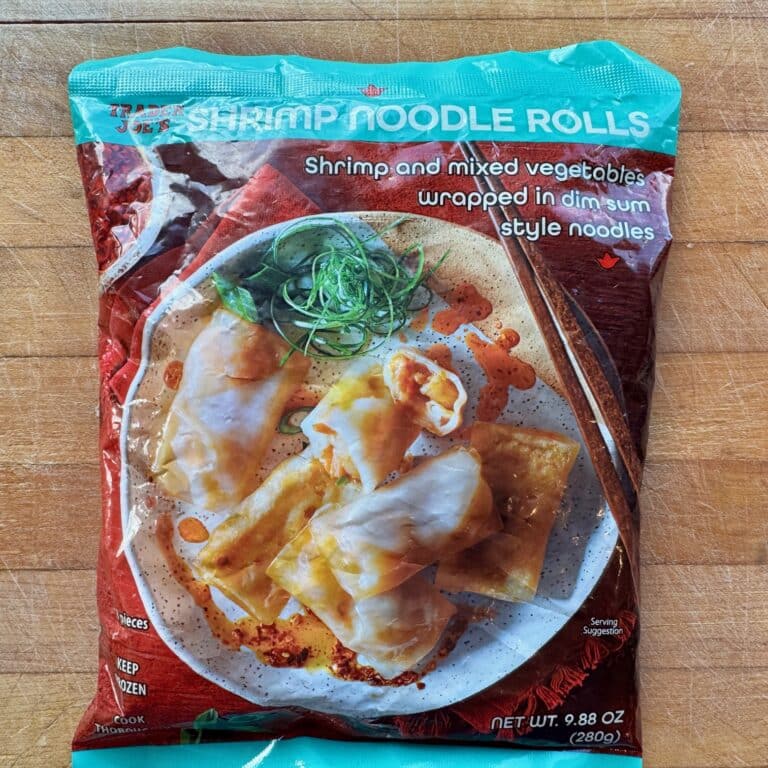 TRADER
JOE'S
SHRIMP NOODLE ROLLS
Shrimp and mixed vegetables
wrapped in dim sum
style noodles
pieces
KEEP
COOK
Serving
Suggestion
NET WT. 9.88 OZ
(280g)